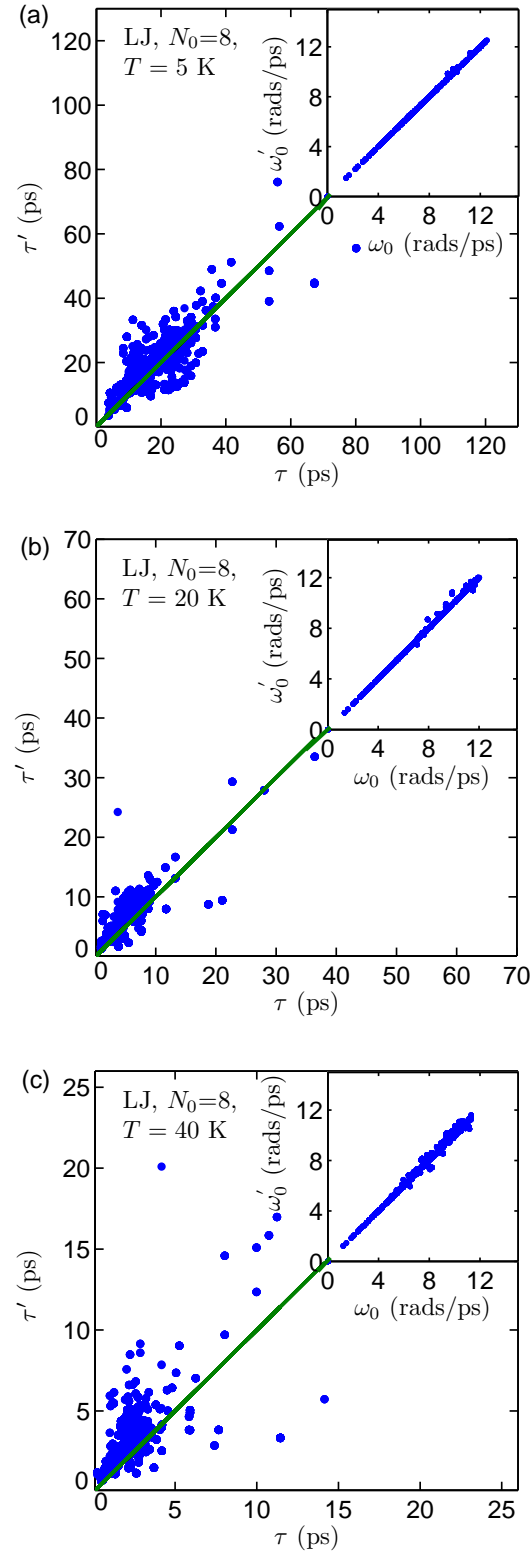 (a)
130
120
100
80
60
40
20
0
τ′ (ps)
LJ, N₀=8,
T = 5 K
12
8
4
0
ω₀′ (rads/ps)
0 4 8 12
ω₀ (rads/ps)
0 20 40 60 80 100 120
τ (ps)
(b)
70
60
50
40
30
20
10
0
τ′ (ps)
LJ, N₀=8,
T = 20 K
12
8
4
0
ω₀′ (rads/ps)
0 4 8 12
ω₀ (rads/ps)
0 10 20 30 40 50 60 70
τ (ps)
(c)
25
20
15
10
5
0
τ′ (ps)
LJ, N₀=8,
T = 40 K
12
8
4
0
ω₀′ (rads/ps)
0 4 8 12
ω₀ (rads/ps)
0 5 10 15 20 25
τ (ps)